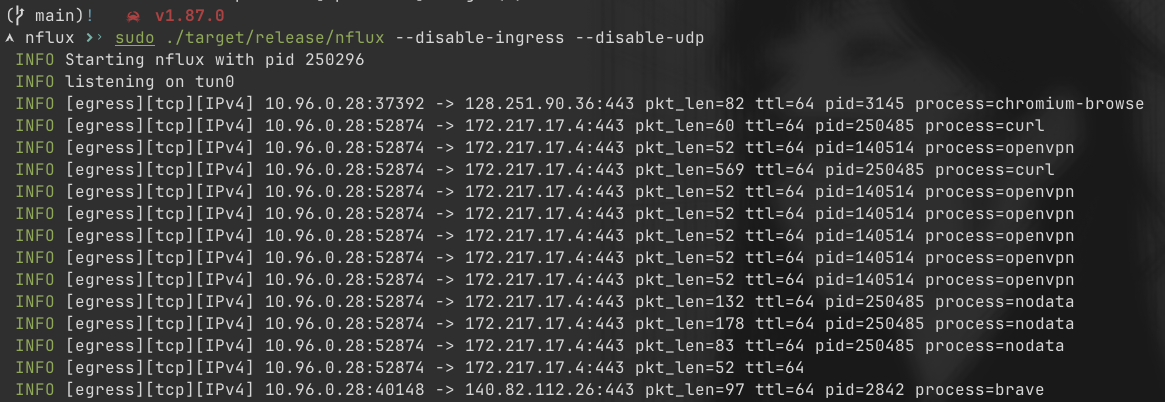 ( main)! v1.87.0
nflux >> sudo ./target/release/nflux --disable-ingress --disable-udp
INFO Starting nflux with pid 250296
INFO listening on tun0
INFO [egress][tcp][IPv4] 10.96.0.28:37392 -> 128.251.90.36:443 pkt_len=82 ttl=64 pid=3145 process=chromium-browse
INFO [egress][tcp][IPv4] 10.96.0.28:52874 -> 172.217.17.4:443 pkt_len=60 ttl=64 pid=250485 process=curl
INFO [egress][tcp][IPv4] 10.96.0.28:52874 -> 172.217.17.4:443 pkt_len=52 ttl=64 pid=140514 process=openvpn
INFO [egress][tcp][IPv4] 10.96.0.28:52874 -> 172.217.17.4:443 pkt_len=569 ttl=64 pid=250485 process=curl
INFO [egress][tcp][IPv4] 10.96.0.28:52874 -> 172.217.17.4:443 pkt_len=52 ttl=64 pid=140514 process=openvpn
INFO [egress][tcp][IPv4] 10.96.0.28:52874 -> 172.217.17.4:443 pkt_len=52 ttl=64 pid=140514 process=openvpn
INFO [egress][tcp][IPv4] 10.96.0.28:52874 -> 172.217.17.4:443 pkt_len=52 ttl=64 pid=140514 process=openvpn
INFO [egress][tcp][IPv4] 10.96.0.28:52874 -> 172.217.17.4:443 pkt_len=52 ttl=64 pid=140514 process=openvpn
INFO [egress][tcp][IPv4] 10.96.0.28:52874 -> 172.217.17.4:443 pkt_len=52 ttl=64 pid=140514 process=openvpn
INFO [egress][tcp][IPv4] 10.96.0.28:52874 -> 172.217.17.4:443 pkt_len=132 ttl=64 pid=250485 process=nodata
INFO [egress][tcp][IPv4] 10.96.0.28:52874 -> 172.217.17.4:443 pkt_len=178 ttl=64 pid=250485 process=nodata
INFO [egress][tcp][IPv4] 10.96.0.28:52874 -> 172.217.17.4:443 pkt_len=83 ttl=64 pid=250485 process=nodata
INFO [egress][tcp][IPv4] 10.96.0.28:52874 -> 172.217.17.4:443 pkt_len=52 ttl=64
INFO [egress][tcp][IPv4] 10.96.0.28:40148 -> 140.82.112.26:443 pkt_len=97 ttl=64 pid=2842 process=brave